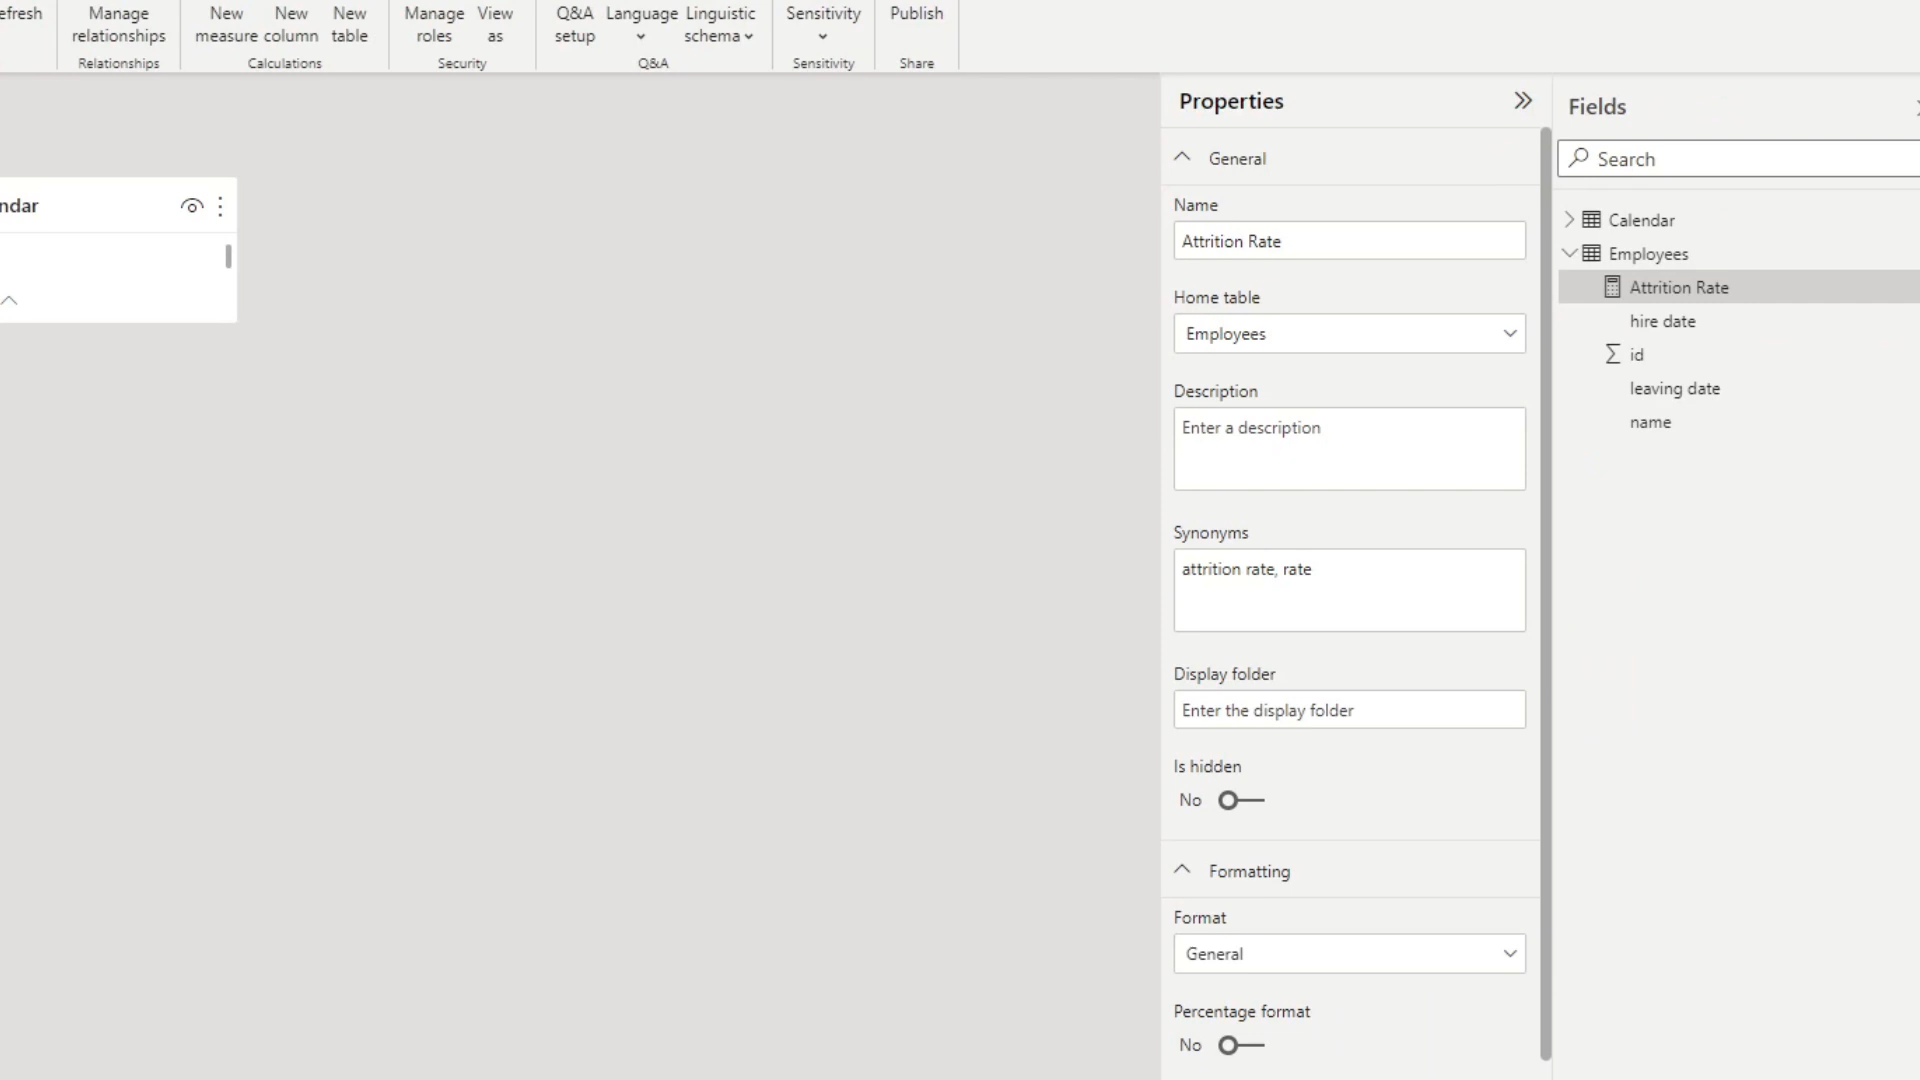 efresh
Manage relationships
Relationships
New measure
New column
New table
Calculations
Manage roles
View as
Security
Q&A setup
Language
Linguistic schema
Q&A
Sensitivity
Sensitivity
Publish
Share
ndar
Properties
General
Name
Attrition Rate
Home table
Employees
Description
Enter a description
Synonyms
attrition rate, rate
Display folder
Enter the display folder
Is hidden
No
Formatting
Format
General
Percentage format
No
Fields
Search
Calendar
Employees
Attrition Rate
hire date
id
leaving date
name